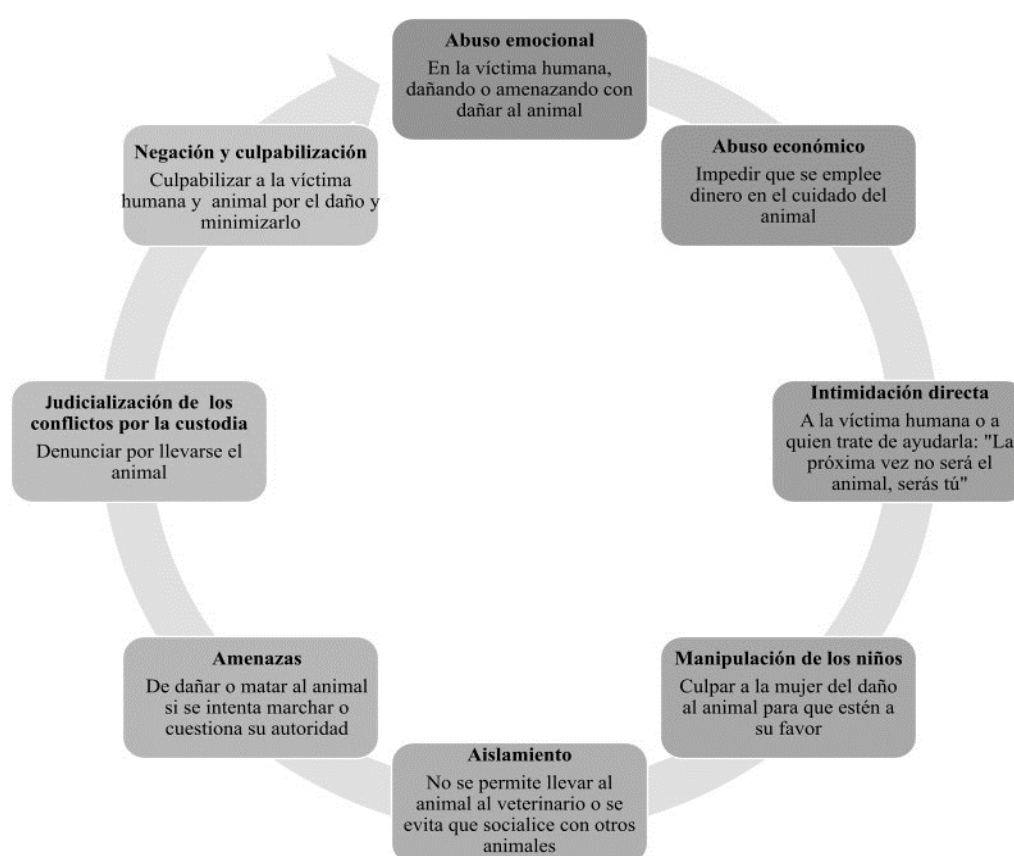 Abuso emocional
En la víctima humana,
dañando o amenazando con
dañar al animal
Abuso económico
Impedir que se emplee
dinero en el cuidado del
animal
Intimidación directa
A la víctima humana o a
quien trate de ayudarla: "La
próxima vez no será el
animal, serás tú"
Manipulación de los niños
Culpar a la mujer del daño
al animal para que estén a
su favor
Aislamiento
No se permite llevar al
animal al veterinario o se
evita que socialice con otros
animales
Amenazas
De dañar o matar al animal
si se intenta marchar o
cuestiona su autoridad
Judicialización de los
conflictos por la custodia
Denunciar por llevarse el
animal
Negación y culpabilización
Culpabilizar a la víctima
humana y animal por el daño y
minimizarlo